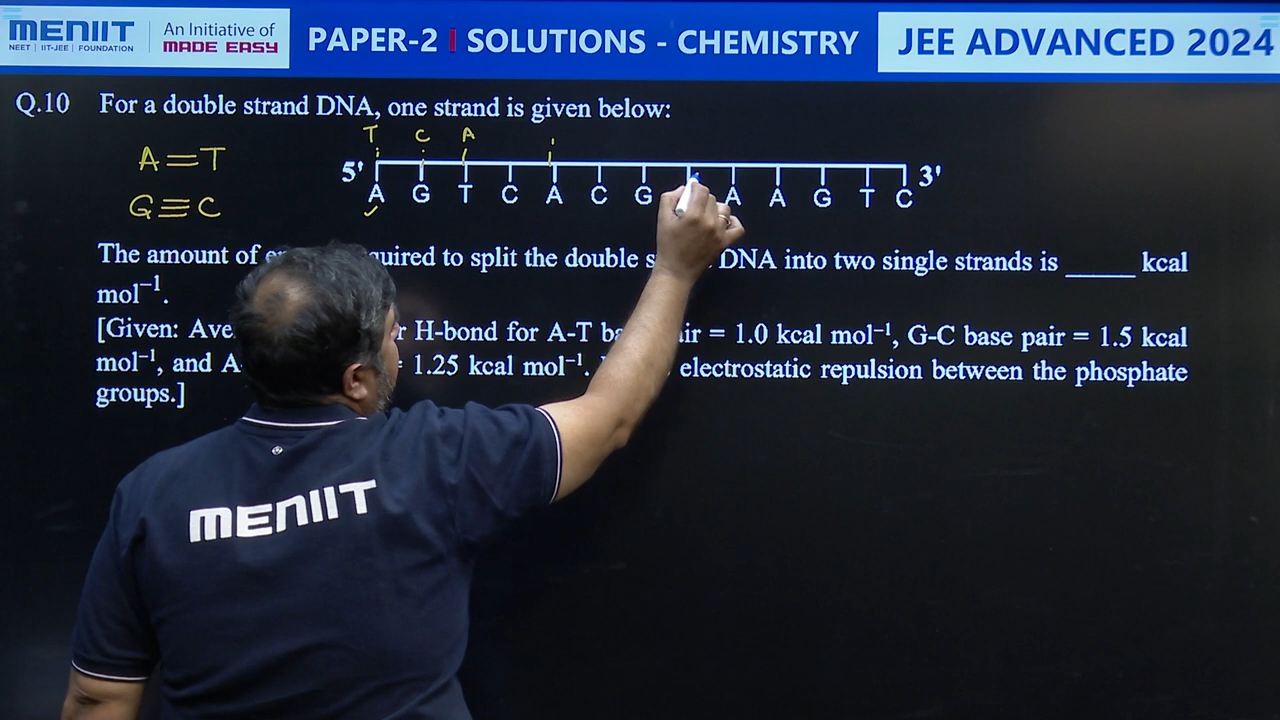 MENIIT
NEET | IIT-JEE | FOUNDATION
An Initiative of
MADE EASY
PAPER-2 | SOLUTIONS - CHEMISTRY
JEE ADVANCED 2024
Q.10 For a double strand DNA, one strand is given below:
T C A
A=T
5' 3'
A G T C A C G A A G T C
G≡C
The amount of quired to split the double DNA into two single strands is _____ kcal
mol⁻¹.
[Given: r H-bond for A-T = 1.0 kcal mol⁻¹, G-C base pair = 1.5 kcal
mol⁻¹, and = 1.25 kcal mol⁻¹. electrostatic repulsion between the phosphate
groups.]
MENIIT